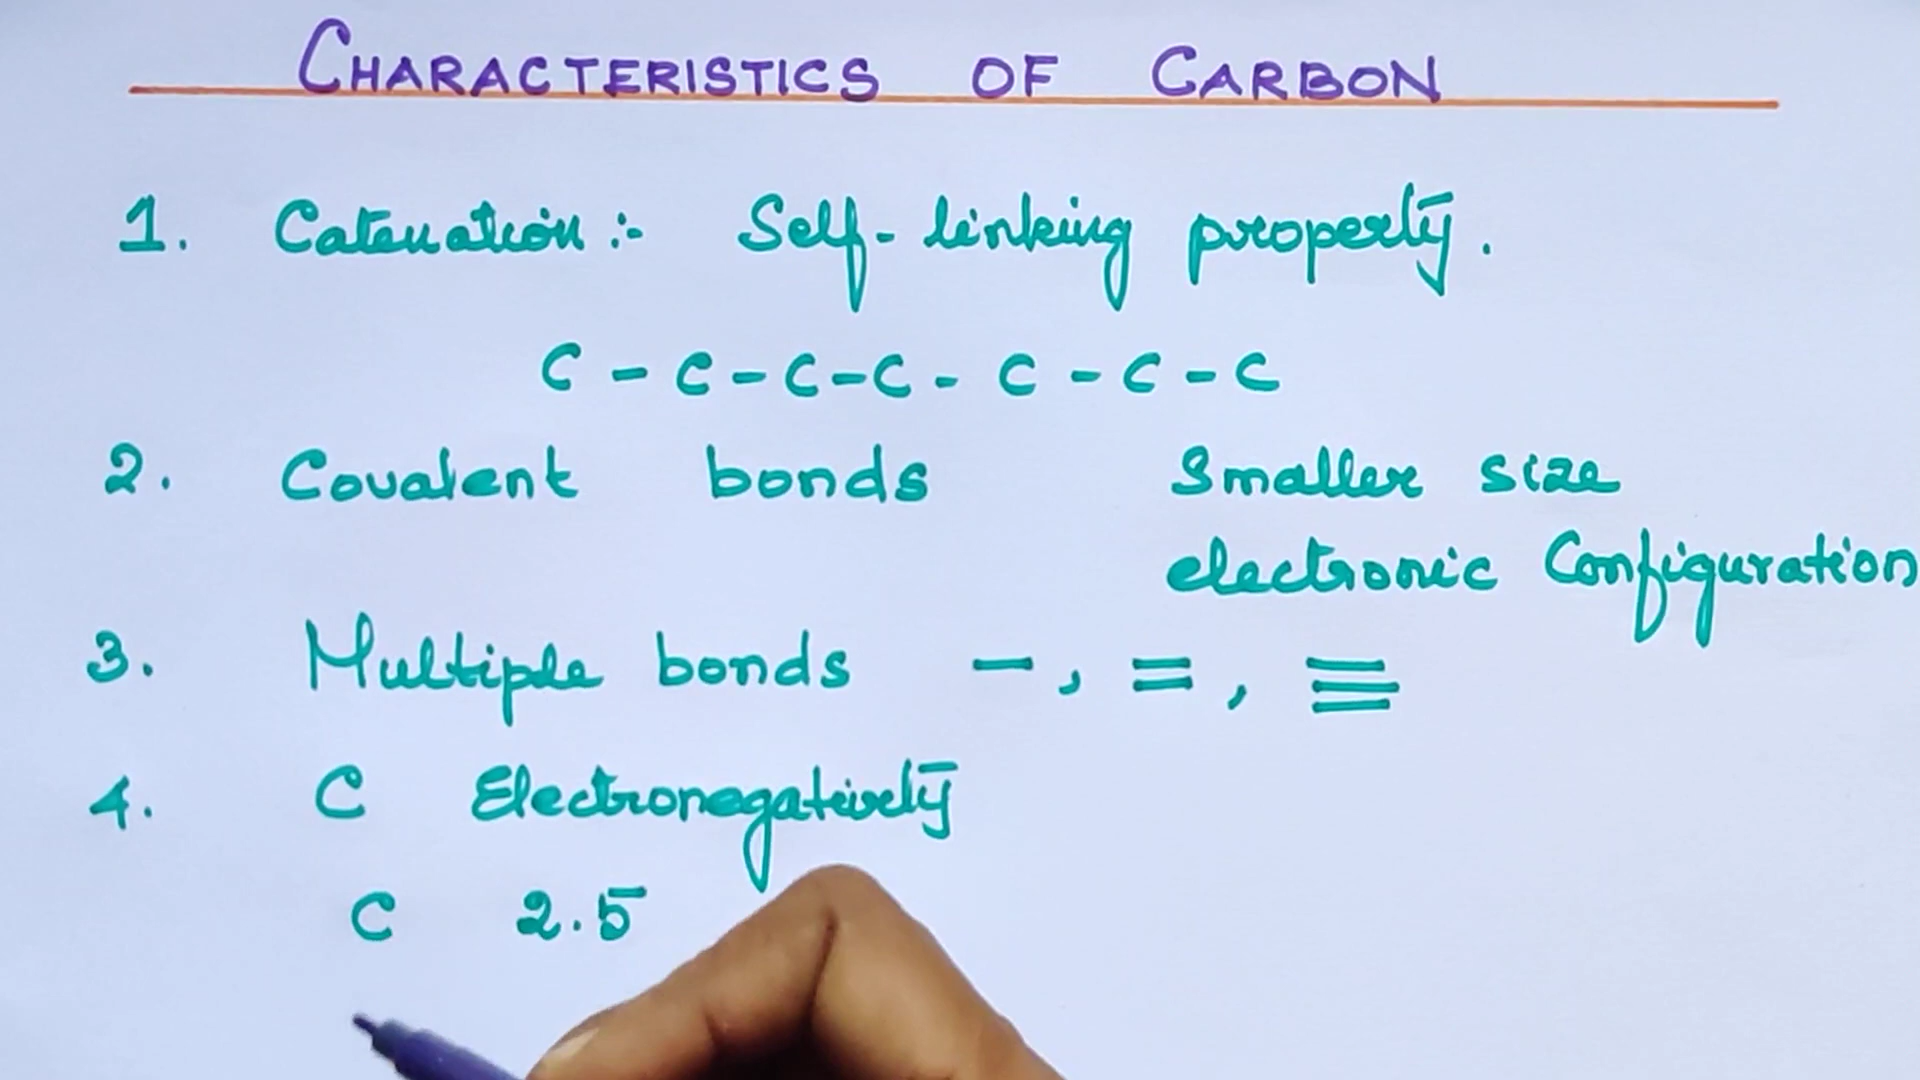 CHARACTERISTICS OF CARBON
1. Catenation :- Self-linking property.
C - C - C - C - C - C - C
2. Covalent bonds Smaller size
electronic Configuration
3. Multiple bonds – , = , ≡
4. C Electronegativity
C 2.5